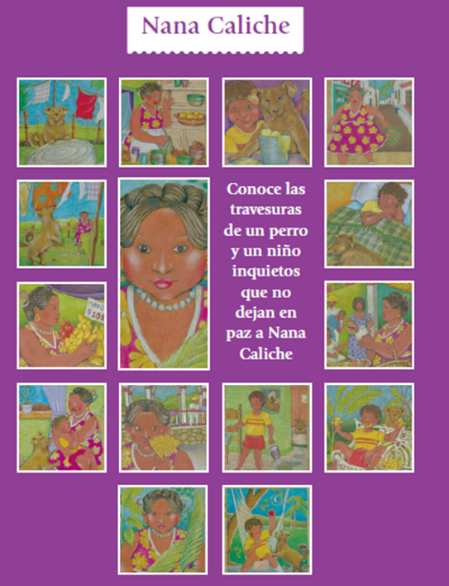 Nana Caliche
Conoce las
travesuras
de un perro
y un niño
inquietos
que no
dejan en
paz a Nana
Caliche